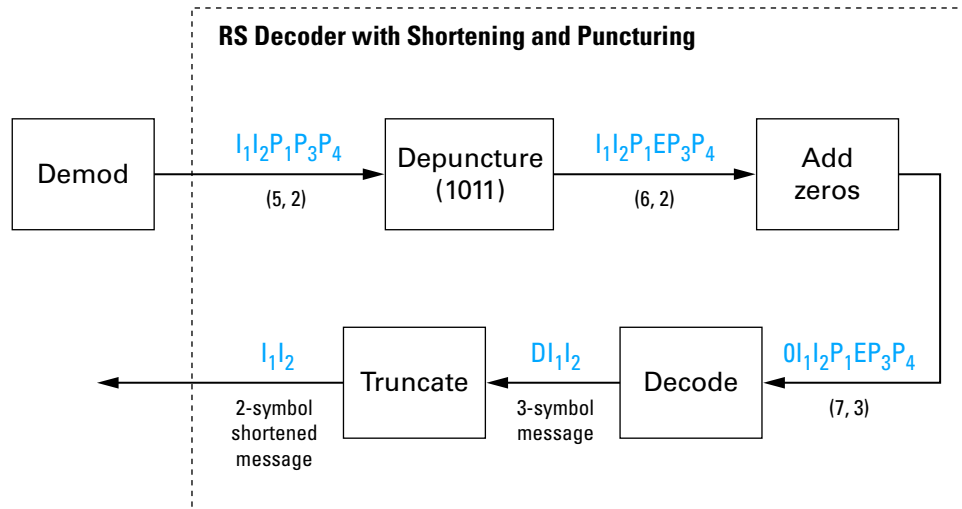 RS Decoder with Shortening and Puncturing
Demod
I₁I₂P₁P₃P₄
(5, 2)
Depuncture
(1011)
I₁I₂P₁EP₃P₄
(6, 2)
Add
zeros
0I₁I₂P₁EP₃P₄
(7, 3)
Decode
DI₁I₂
3-symbol
message
Truncate
I₁I₂
2-symbol
shortened
message